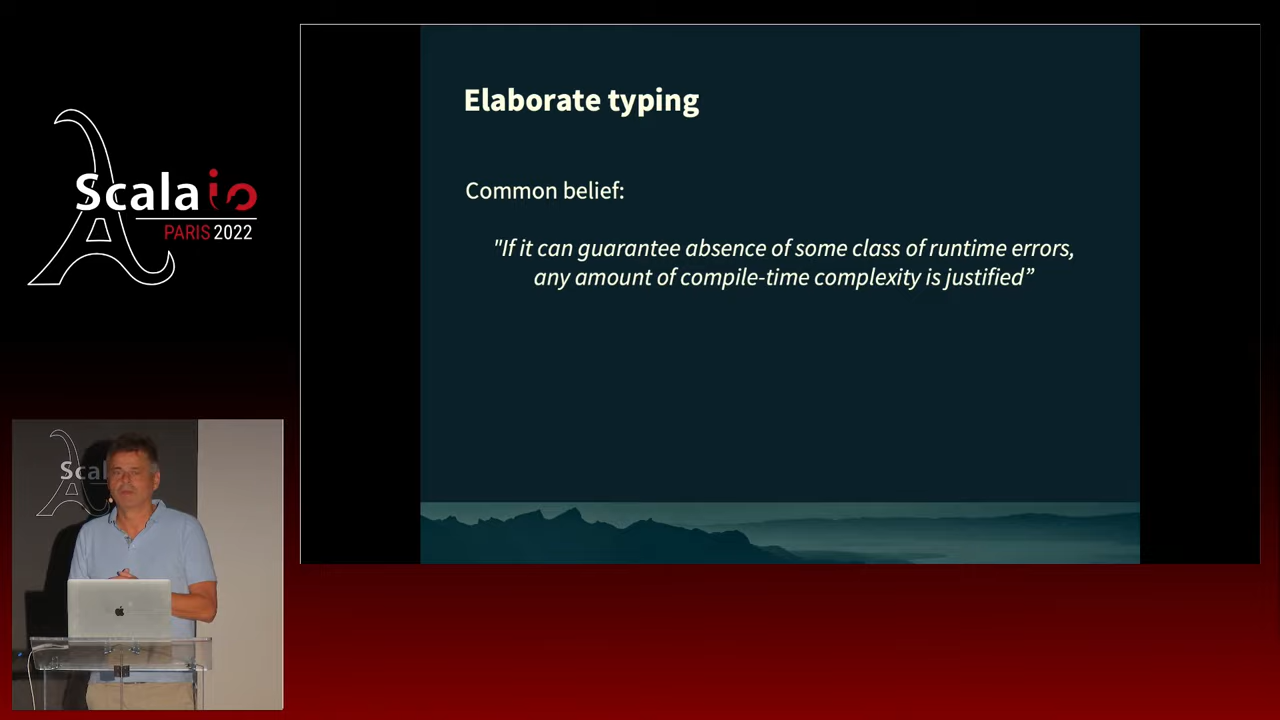 Scala io
PARIS 2022
Elaborate typing
Common belief:
"If it can guarantee absence of some class of runtime errors,
any amount of compile-time complexity is justified”
Scal